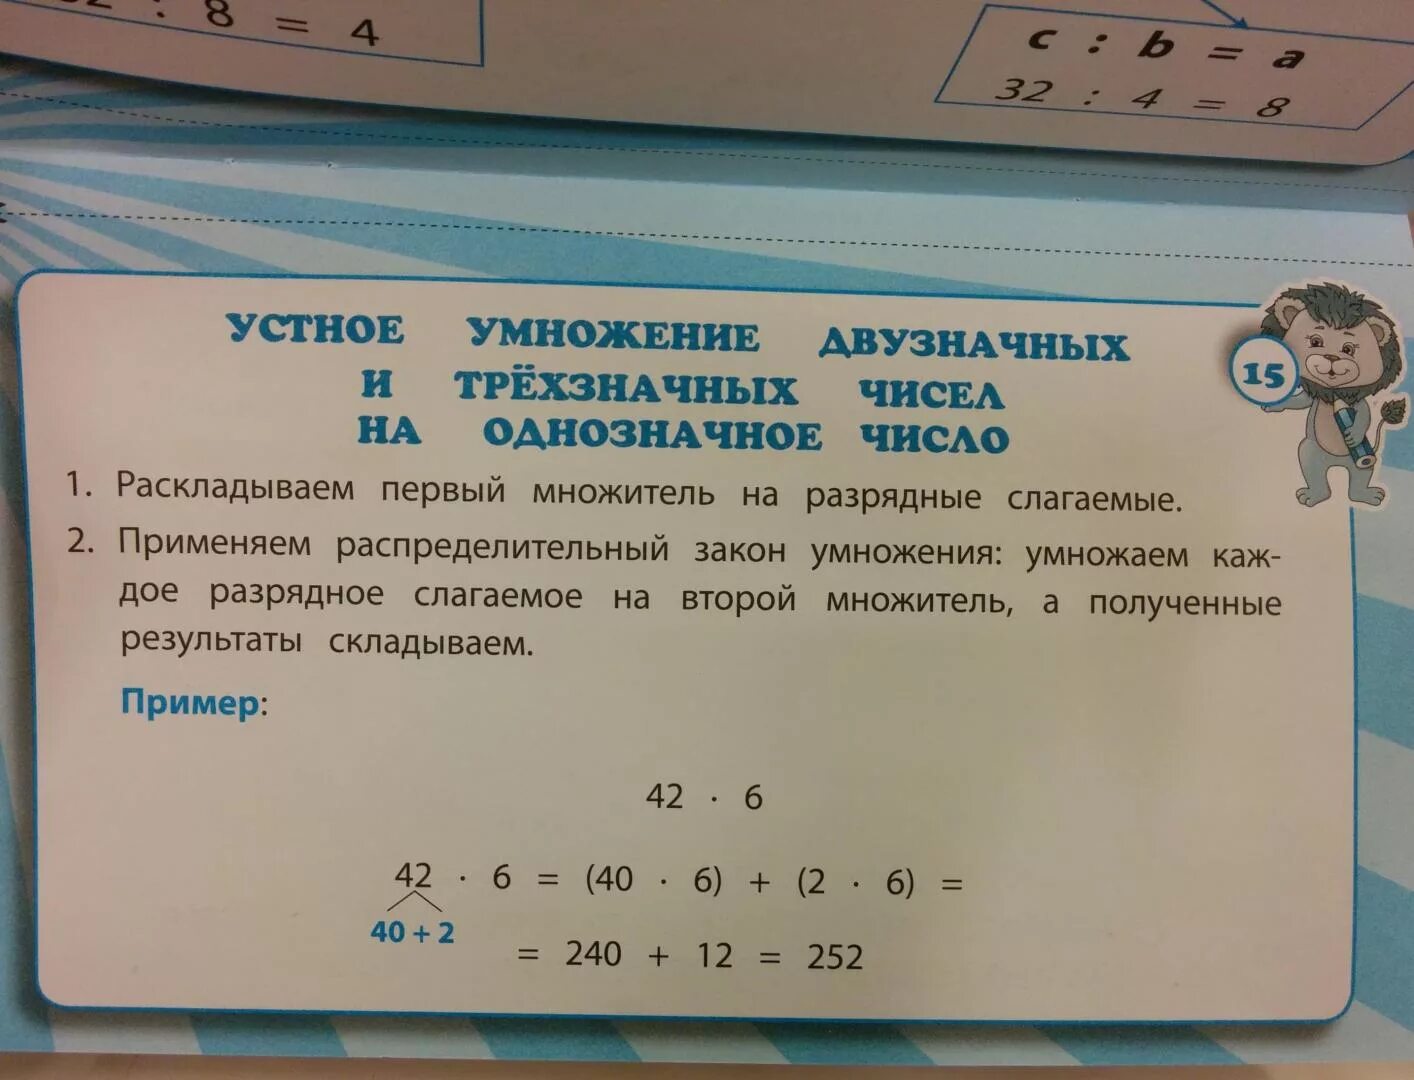 : 8 = 4
c : b = a
32 : 4 = 8
УСТНОЕ УМНОЖЕНИЕ ДВУЗНАЧНЫХ
И ТРЁХЗНАЧНЫХ ЧИСЕЛ
НА ОДНОЗНАЧНОЕ ЧИСЛО
15
1. Раскладываем первый множитель на разрядные слагаемые.
2. Применяем распределительный закон умножения: умножаем каж-
дое разрядное слагаемое на второй множитель, а полученные
результаты складываем.
Пример:
42 · 6
42 · 6 = (40 · 6) + (2 · 6) =
40 + 2
= 240 + 12 = 252